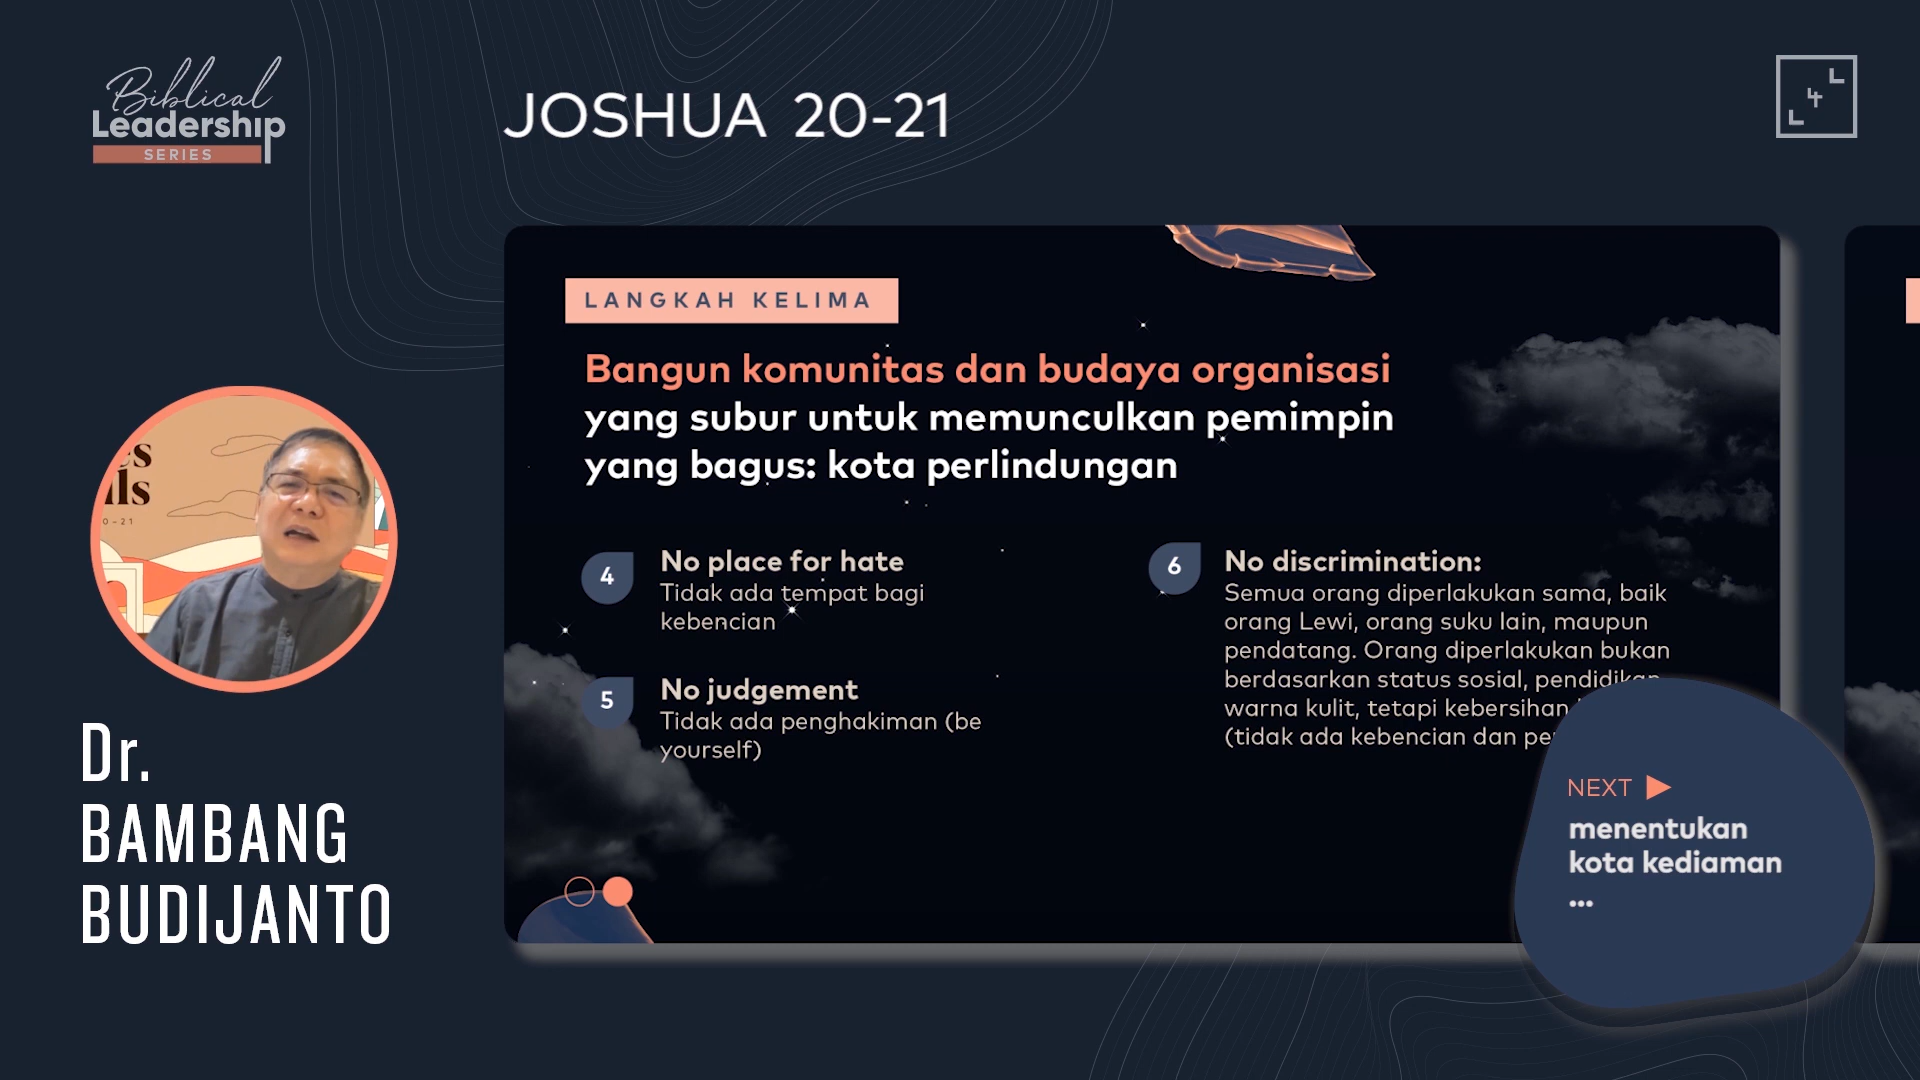 Biblical
Leadership
SERIES
JOSHUA 20-21
4
LANGKAH KELIMA
Bangun komunitas dan budaya organisasi
yang subur untuk memunculkan pemimpin
yang bagus: kota perlindungan
4
No place for hate
Tidak ada tempat bagi
kebencian
5
No judgement
Tidak ada penghakiman (be
yourself)
6
No discrimination:
Semua orang diperlakukan sama, baik
orang Lewi, orang suku lain, maupun
pendatang. Orang diperlakukan bukan
berdasarkan status sosial, pendidikan,
warna kulit, tetapi kebersihan
(tidak ada kebencian dan
0-21
Dr.
BAMBANG
BUDIJANTO
NEXT
menentukan
kota kediaman
...